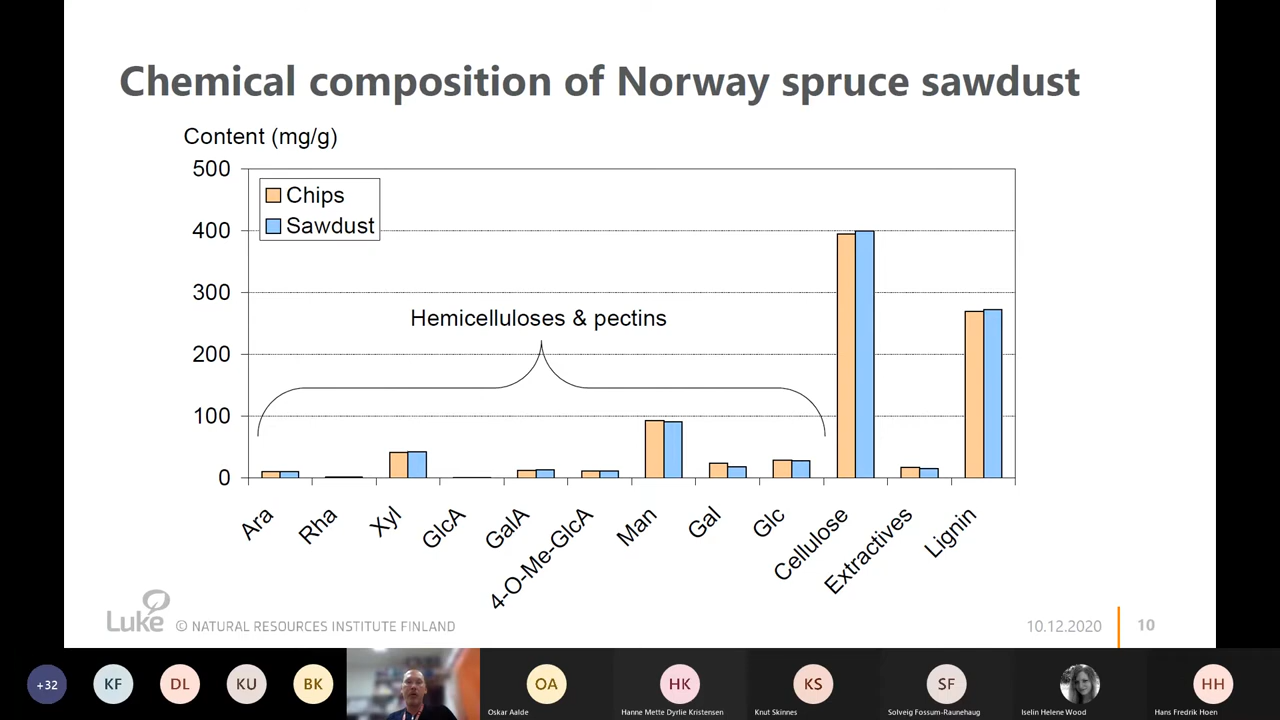 Chemical composition of Norway spruce sawdust
Content (mg/g)
500
400
300
200
100
0
Chips
Sawdust
Hemicelluloses & pectins
Ara
Rha
Xyl
GlcA
GalA
4-O-Me-GlcA
Man
Gal
Glc
Cellulose
Extractives
Lignin
Luke
© NATURAL RESOURCES INSTITUTE FINLAND
10.12.2020
10
+32
KF
DL
KU
BK
OA
Oskar Aalde
HK
Hanne Mette Dyrlie Kristensen
KS
Knut Skinnes
SF
Solveig Fossum-Raunehaug
Iselin Helene Wood
HH
Hans Fredrik Hoen